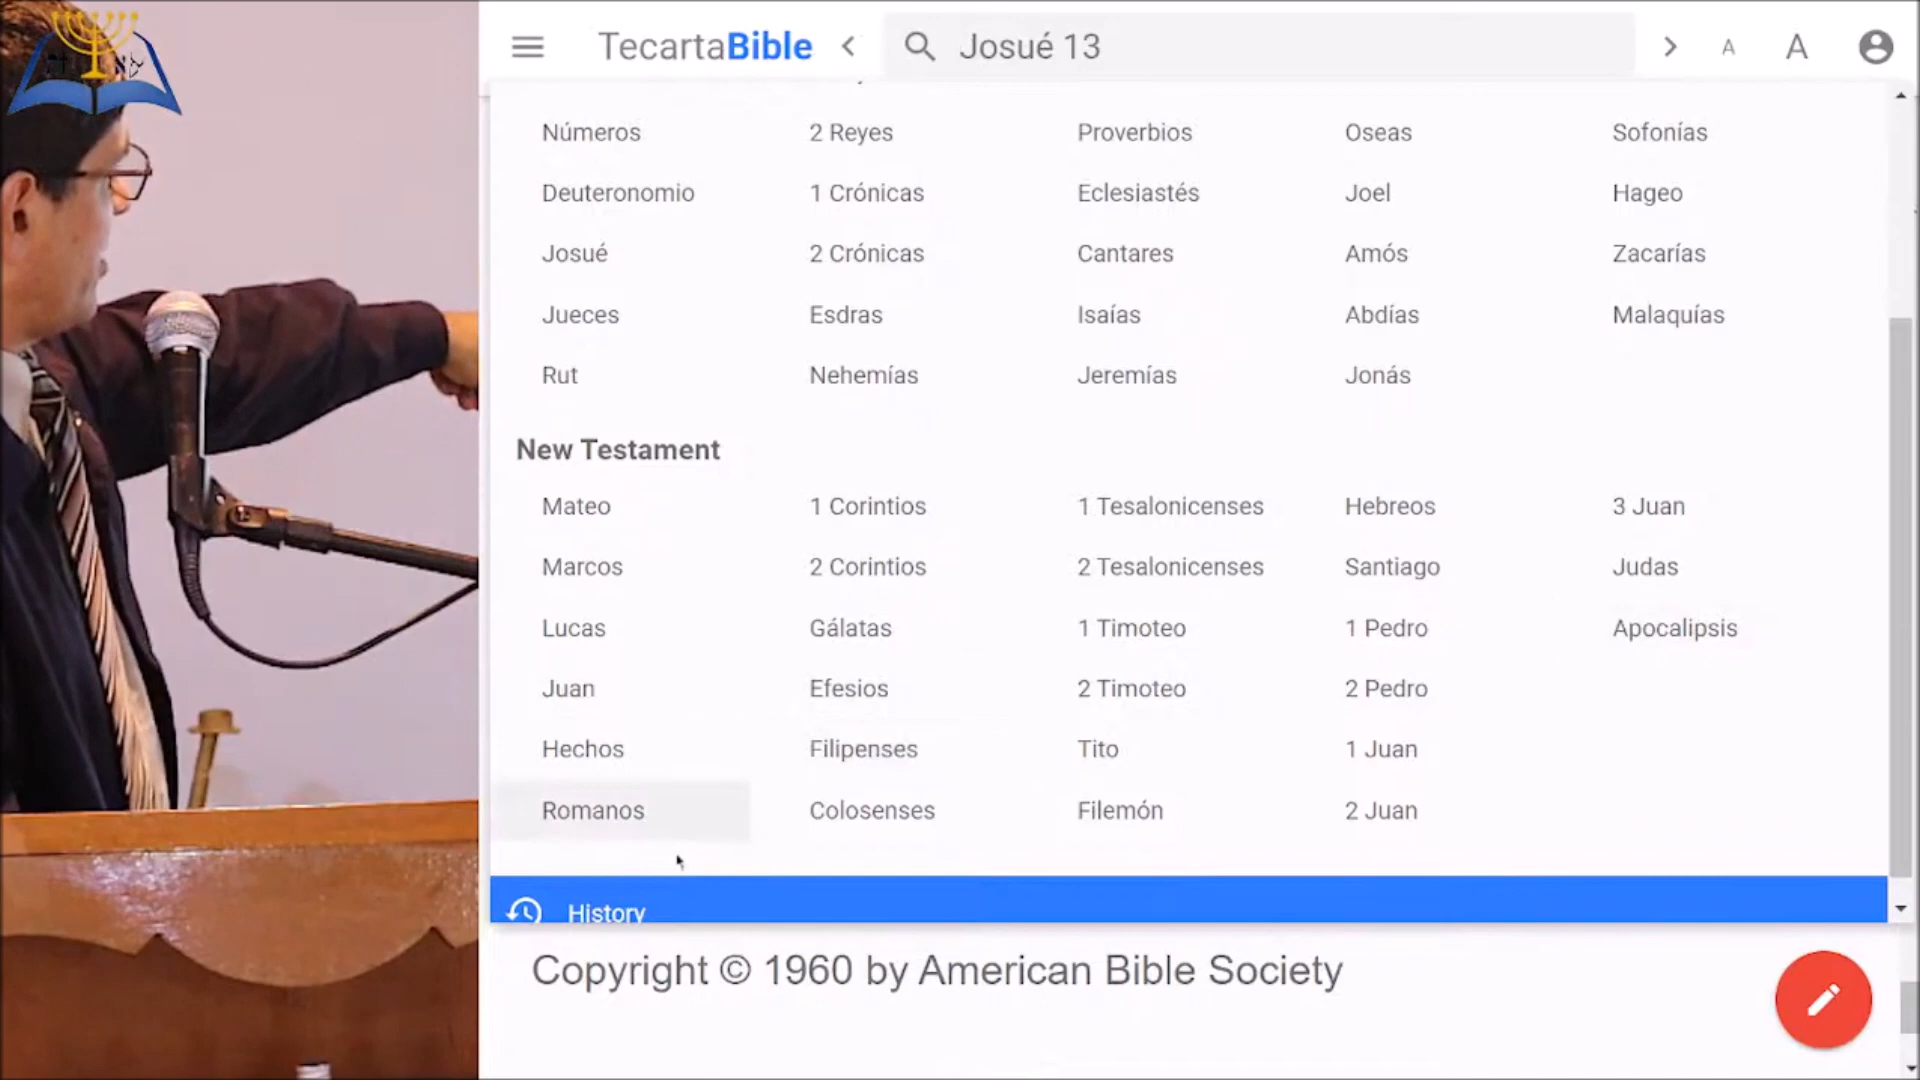 TecartaBible
Josué 13
A
A
Números 2 Reyes Proverbios Oseas Sofonías
Deuteronomio 1 Crónicas Eclesiastés Joel Hageo
Josué 2 Crónicas Cantares Amós Zacarías
Jueces Esdras Isaías Abdías Malaquías
Rut Nehemías Jeremías Jonás
New Testament
Mateo 1 Corintios 1 Tesalonicenses Hebreos 3 Juan
Marcos 2 Corintios 2 Tesalonicenses Santiago Judas
Lucas Gálatas 1 Timoteo 1 Pedro Apocalipsis
Juan Efesios 2 Timoteo 2 Pedro
Hechos Filipenses Tito 1 Juan
Romanos Colosenses Filemón 2 Juan
History
Copyright © 1960 by American Bible Society